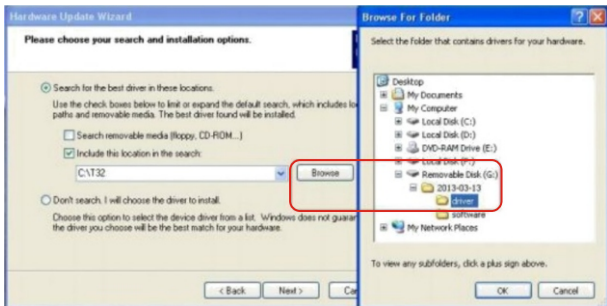 Hardware Update Wizard
Please choose your search and installation options.
Search for the best driver in these locations.
Use the check boxes below to limit or expand the default search, which includes lo
paths and removable media. The best driver found will be installed.
Search removable media (floppy, CD-ROM...)
Include this location in the search:
C:\T32
Browse
Don't search. I will choose the driver to install.
Choose this option to select the device driver from a list. Windows does not guaran
the driver you choose will be the best match for your hardware.
< Back
Next >
Ca
Browse For Folder
Select the folder that contains drivers for your hardware.
Desktop
My Documents
My Computer
Local Disk (C:)
Local Disk (D:)
DVD-RAM Drive (E:)
Local Disk (F:)
Removable Disk (G:)
2013-03-13
driver
software
My Network Places
To view any subfolders, click a plus sign above.
OK
Cancel